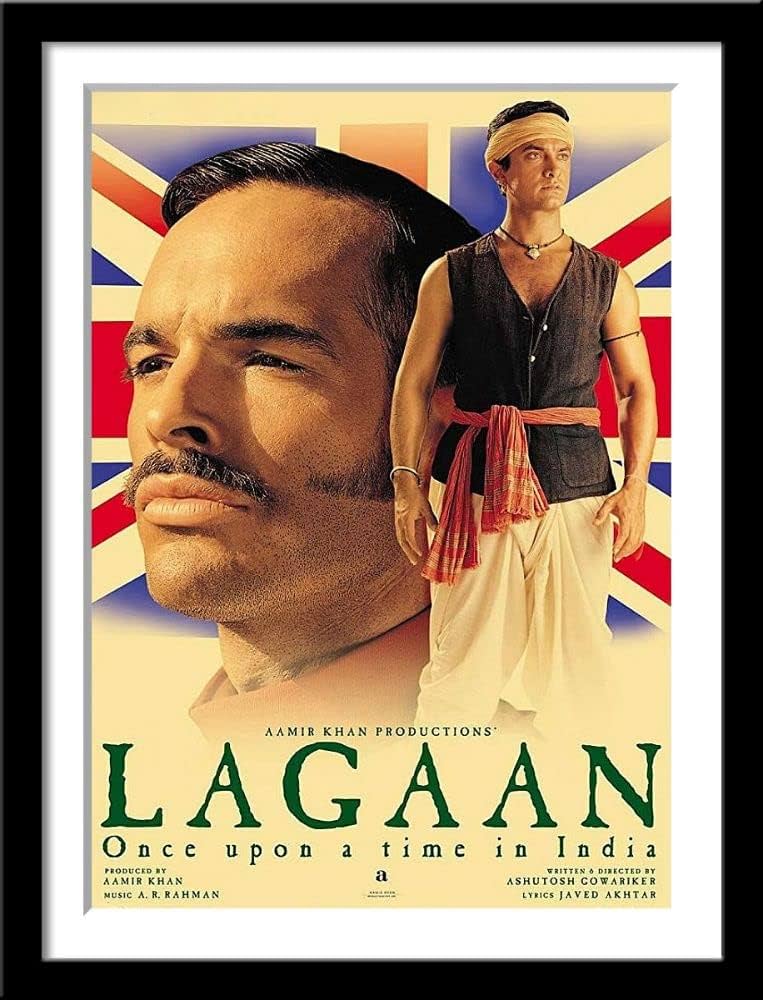 AAMIR KHAN PRODUCTIONS'
LAGAAN
Once upon a time in India
PRODUCED BY
AAMIR KHAN
MUSIC A. R. RAHMAN
a
WRITTEN & DIRECTED BY
ASHUTOSH GOWARIKER
LYRICS JAVED AKHTAR